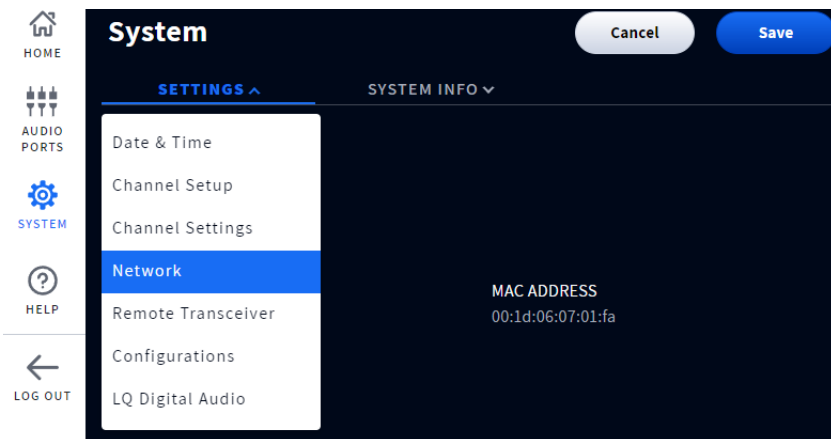 HOME
AUDIO
PORTS
SYSTEM
HELP
LOG OUT
System
Cancel
Save
SETTINGS
SYSTEM INFO
Date & Time
Channel Setup
Channel Settings
Network
Remote Transceiver
Configurations
LQ Digital Audio
MAC ADDRESS
00:1d:06:07:01:fa